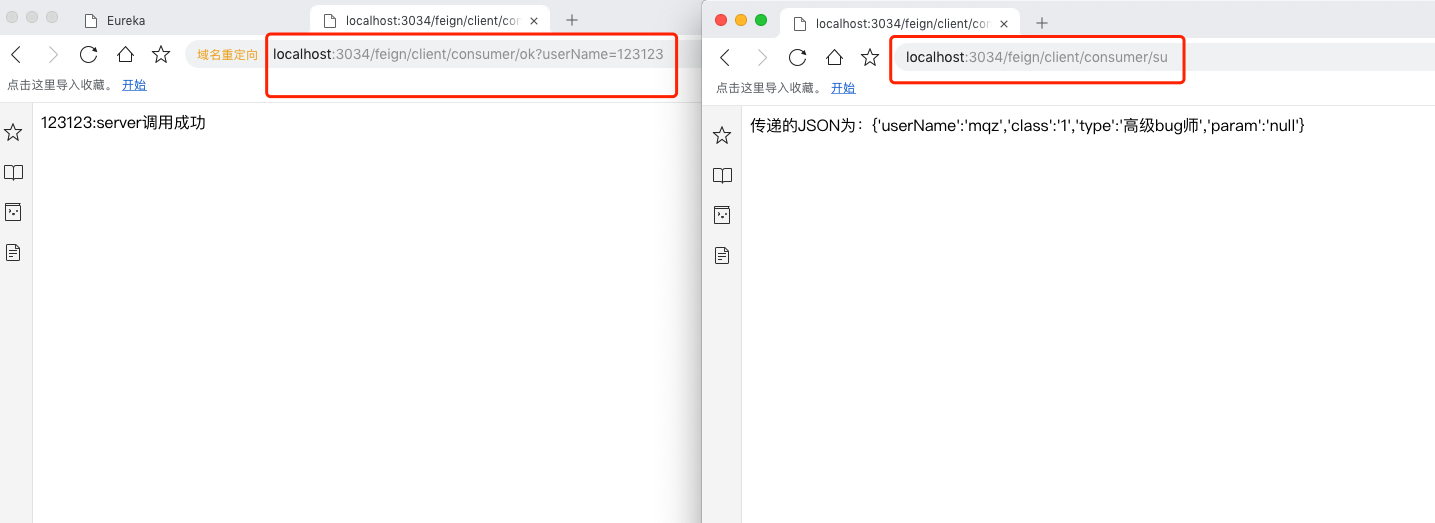 Eureka
localhost:3034/feign/client/con
域名重定向
localhost:3034/feign/client/consumer/ok?userName=123123
点击这里导入收藏。 开始
123123:server调用成功
localhost:3034/feign/client/con
localhost:3034/feign/client/consumer/su
点击这里导入收藏。 开始
传递的JSON为：{'userName':'mqz','class':'1','type':'高级bug师','param':'null'}